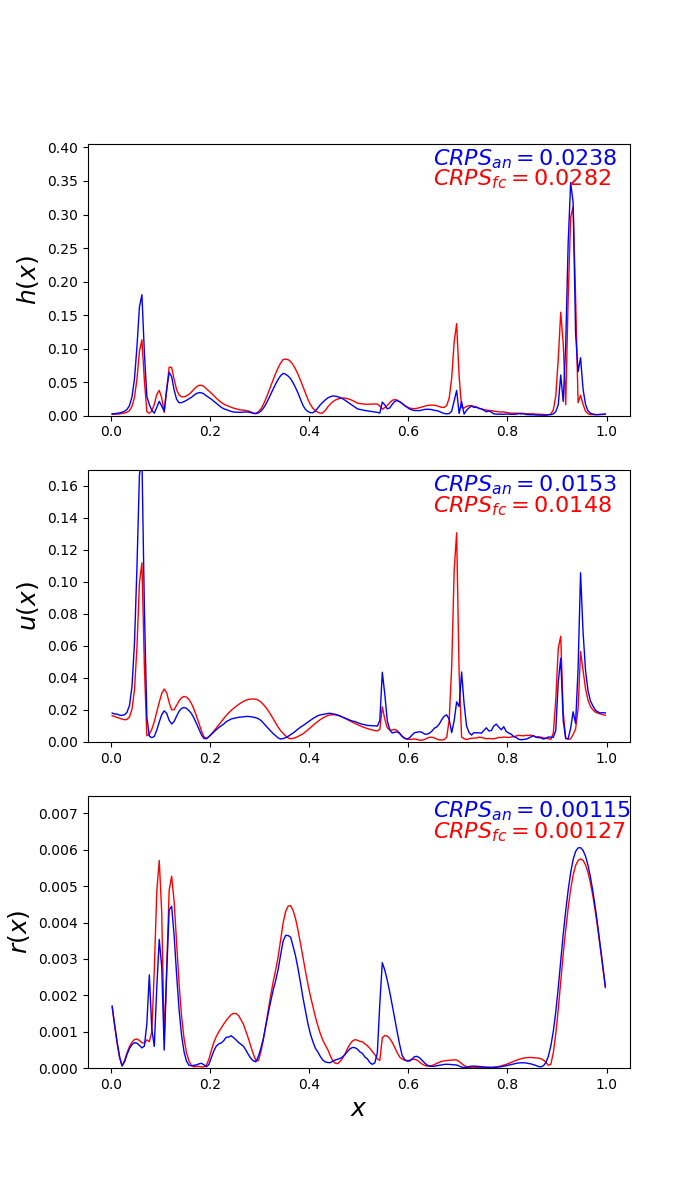 0.40
0.35
0.30
0.25
0.20
0.15
0.10
0.05
0.00
h(x)
CRPS_an = 0.0238
CRPS_fc = 0.0282
0.0 0.2 0.4 0.6 0.8 1.0
0.16
0.14
0.12
0.10
0.08
0.06
0.04
0.02
0.00
u(x)
CRPS_an = 0.0153
CRPS_fc = 0.0148
0.0 0.2 0.4 0.6 0.8 1.0
0.007
0.006
0.005
0.004
0.003
0.002
0.001
0.000
r(x)
CRPS_an = 0.00115
CRPS_fc = 0.00127
0.0 0.2 0.4 0.6 0.8 1.0
x